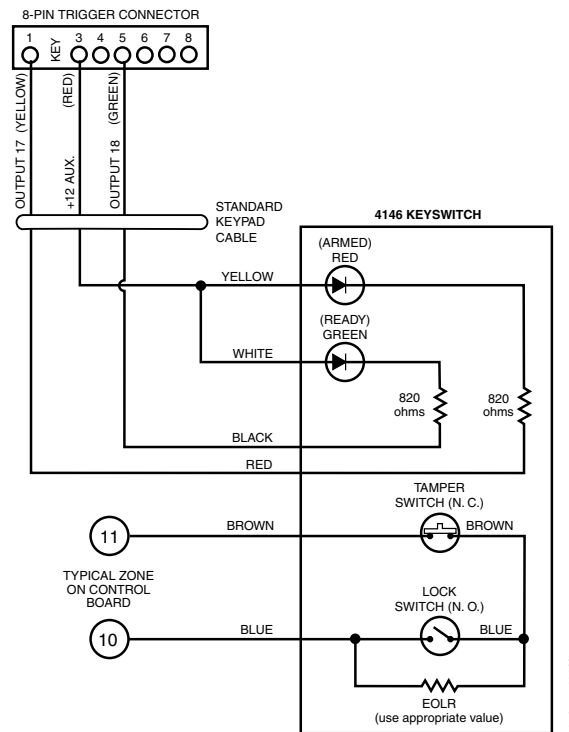 8-PIN TRIGGER CONNECTOR
1 KEY 3 4 5 6 7 8
OUTPUT 17 (YELLOW)
+12 AUX. (RED)
OUTPUT 18 (GREEN)
STANDARD
KEYPAD
CABLE
4146 KEYSWITCH
(ARMED)
RED
YELLOW
(READY)
GREEN
WHITE
820
ohms
820
ohms
BLACK
RED
TAMPER
SWITCH (N. C.)
11
BROWN
BROWN
TYPICAL ZONE
ON CONTROL
BOARD
LOCK
SWITCH (N. O.)
10
BLUE
BLUE
EOLR
(use appropriate value)